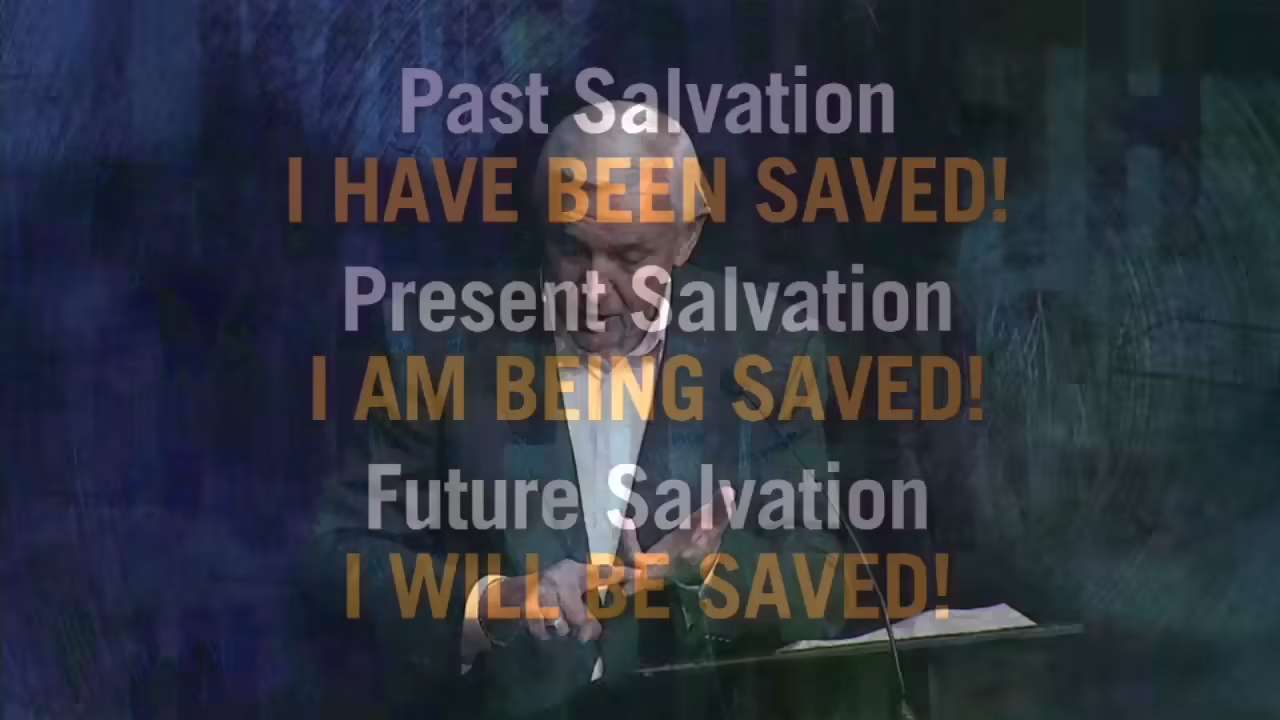 Past Salvation
I HAVE BEEN SAVED!
Present Salvation
I AM BEING SAVED!
Future Salvation
I WILL BE SAVED!